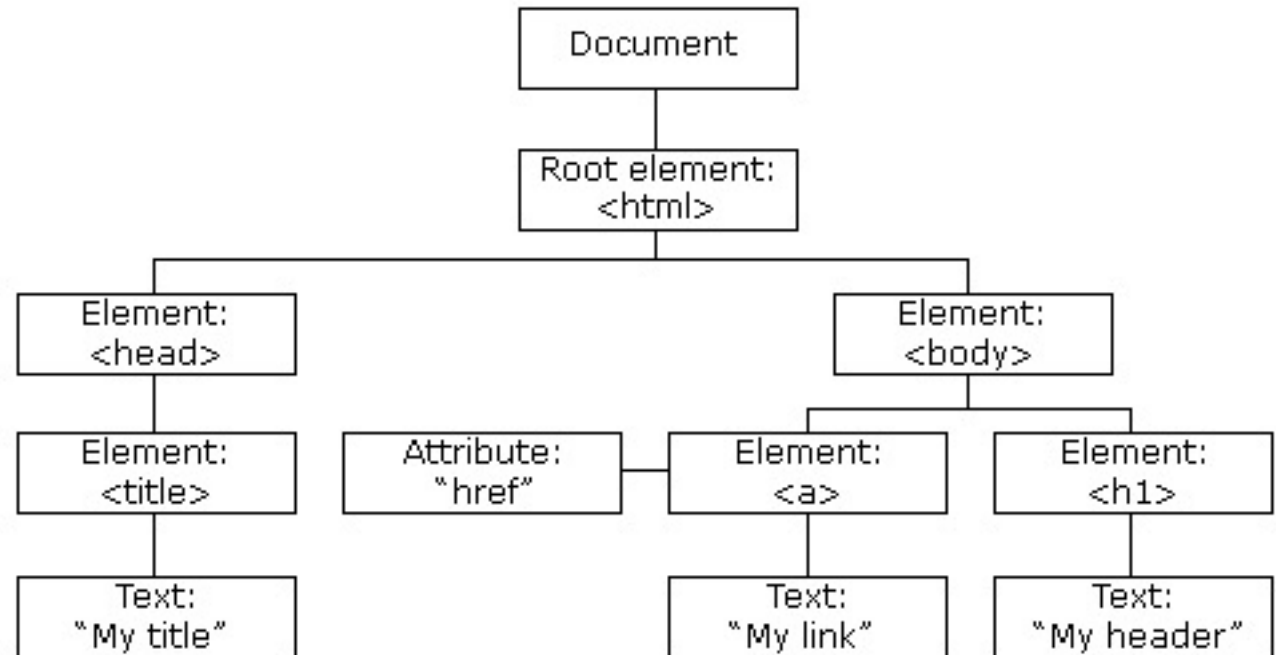 Document
Root element:
<html>
Element:
<head>
Element:
<body>
Element:
<title>
Attribute:
“href”
Element:
<a>
Element:
<h1>
Text:
“My title”
Text:
“My link”
Text:
“My header”